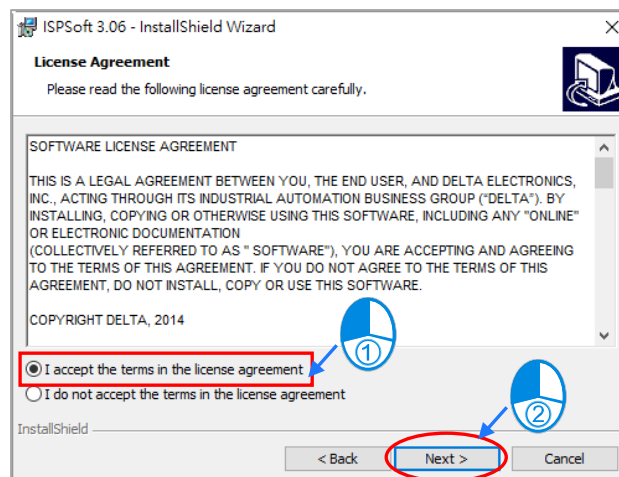 ISPSoft 3.06 - InstallShield Wizard
License Agreement
Please read the following license agreement carefully.
SOFTWARE LICENSE AGREEMENT
THIS IS A LEGAL AGREEMENT BETWEEN YOU, THE END USER, AND DELTA ELECTRONICS,
INC., ACTING THROUGH ITS INDUSTRIAL AUTOMATION BUSINESS GROUP (“DELTA”). BY
INSTALLING, COPYING OR OTHERWISE USING THIS SOFTWARE, INCLUDING ANY "ONLINE"
OR ELECTRONIC DOCUMENTATION
(COLLECTIVELY REFERRED TO AS " SOFTWARE"), YOU ARE ACCEPTING AND AGREEING
TO THE TERMS OF THIS AGREEMENT. IF YOU DO NOT AGREE TO THE TERMS OF THIS
AGREEMENT, DO NOT INSTALL, COPY OR USE THIS SOFTWARE.
COPYRIGHT DELTA, 2014
①
I accept the terms in the license agreement
I do not accept the terms in the license agreement
②
InstallShield
< Back
Next >
Cancel